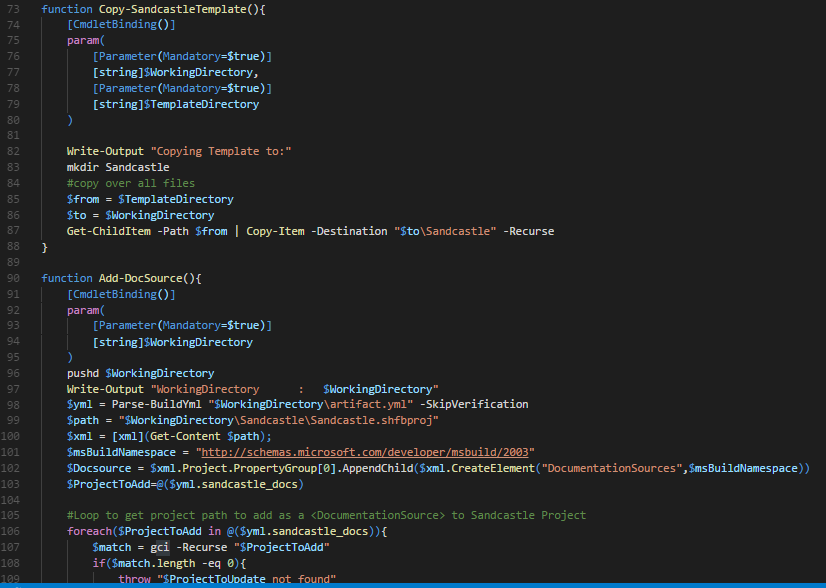 73 function Copy-SandcastleTemplate(){
74 [CmdletBinding()]
75 param(
76 [Parameter(Mandatory=$true)]
77 [string]$WorkingDirectory,
78 [Parameter(Mandatory=$true)]
79 [string]$TemplateDirectory
80 )
81
82 Write-Output "Copying Template to:"
83 mkdir Sandcastle
84 #copy over all files
85 $from = $TemplateDirectory
86 $to = $WorkingDirectory
87 Get-ChildItem -Path $from | Copy-Item -Destination "$to\Sandcastle" -Recurse
88 }
89
90 function Add-DocSource(){
91 [CmdletBinding()]
92 param(
93 [Parameter(Mandatory=$true)]
94 [string]$WorkingDirectory
95 )
96 pushd $WorkingDirectory
97 Write-Output "WorkingDirectory      :   $WorkingDirectory"
98 $yml = Parse-BuildYml "$WorkingDirectory\artifact.yml" -SkipVerification
99 $path = "$WorkingDirectory\Sandcastle\Sandcastle.shfbproj"
100 $xml = [xml](Get-Content $path);
101 $msBuildNamespace = "http://schemas.microsoft.com/developer/msbuild/2003"
102 $Docsource = $xml.Project.PropertyGroup[0].AppendChild($xml.CreateElement("DocumentationSources",$msBuildNamespace))
103 $ProjectToAdd=@($yml.sandcastle_docs)
104
105 #Loop to get project path to add as a <DocumentationSource> to Sandcastle Project
106 foreach($ProjectToAdd in @($yml.sandcastle_docs)){
107 $match = gci -Recurse "$ProjectToAdd"
108 if($match.length -eq 0){
109 throw "$ProjectToUpdate not found"